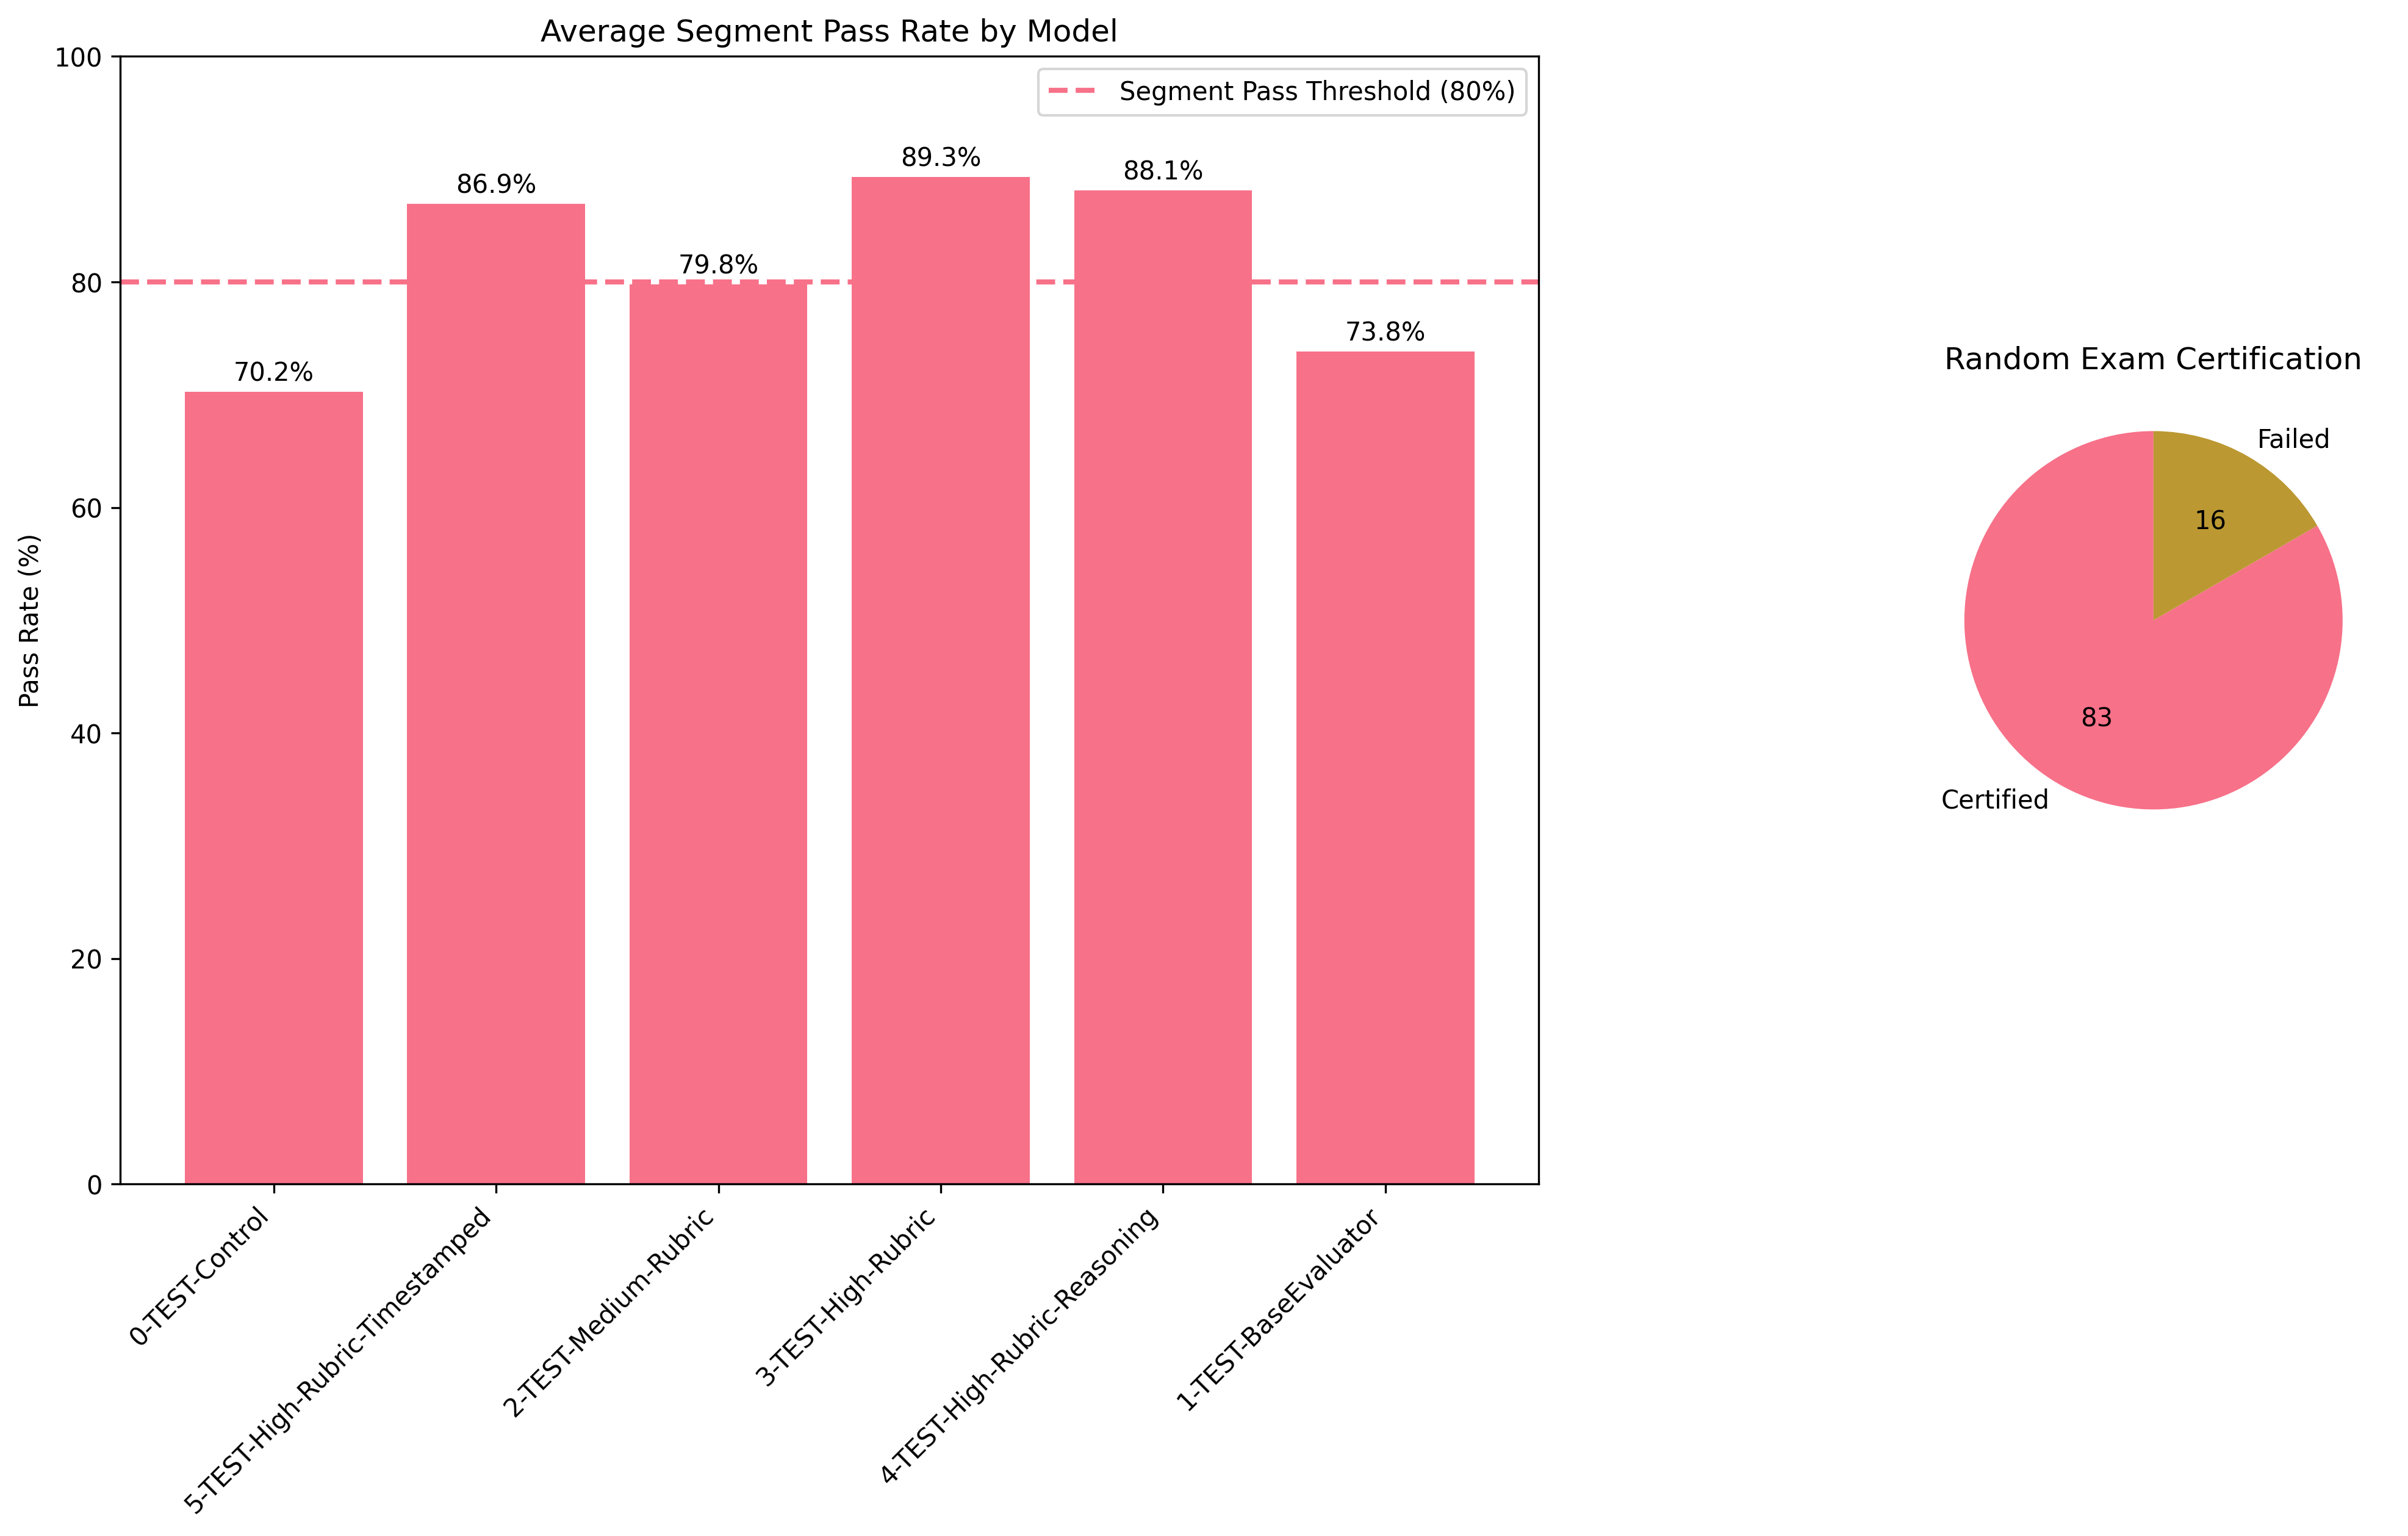 Average Segment Pass Rate by Model
Segment Pass Threshold (80%)
Pass Rate (%)
100
80
60
40
20
0
70.2%
86.9%
79.8%
89.3%
88.1%
73.8%
0-TEST-Control
5-TEST-High-Rubric-Timestamped
2-TEST-Medium-Rubric
3-TEST-High-Rubric
4-TEST-High-Rubric-Reasoning
1-TEST-BaseEvaluator
Random Exam Certification
Failed
16
83
Certified